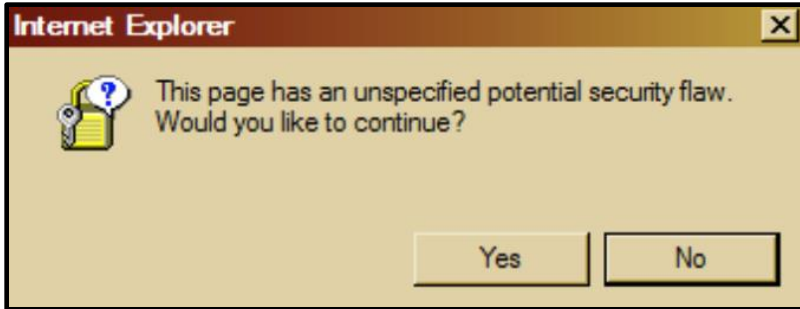 Internet Explorer
This page has an unspecified potential security flaw.
Would you like to continue?
Yes
No